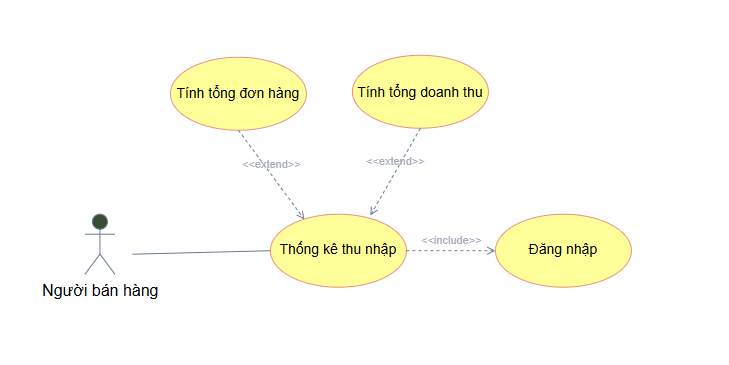 Tính tổng đơn hàng
Tính tổng doanh thu
<<extend>>
<<extend>>
Thống kê thu nhập
<<include>>
Đăng nhập
Người bán hàng